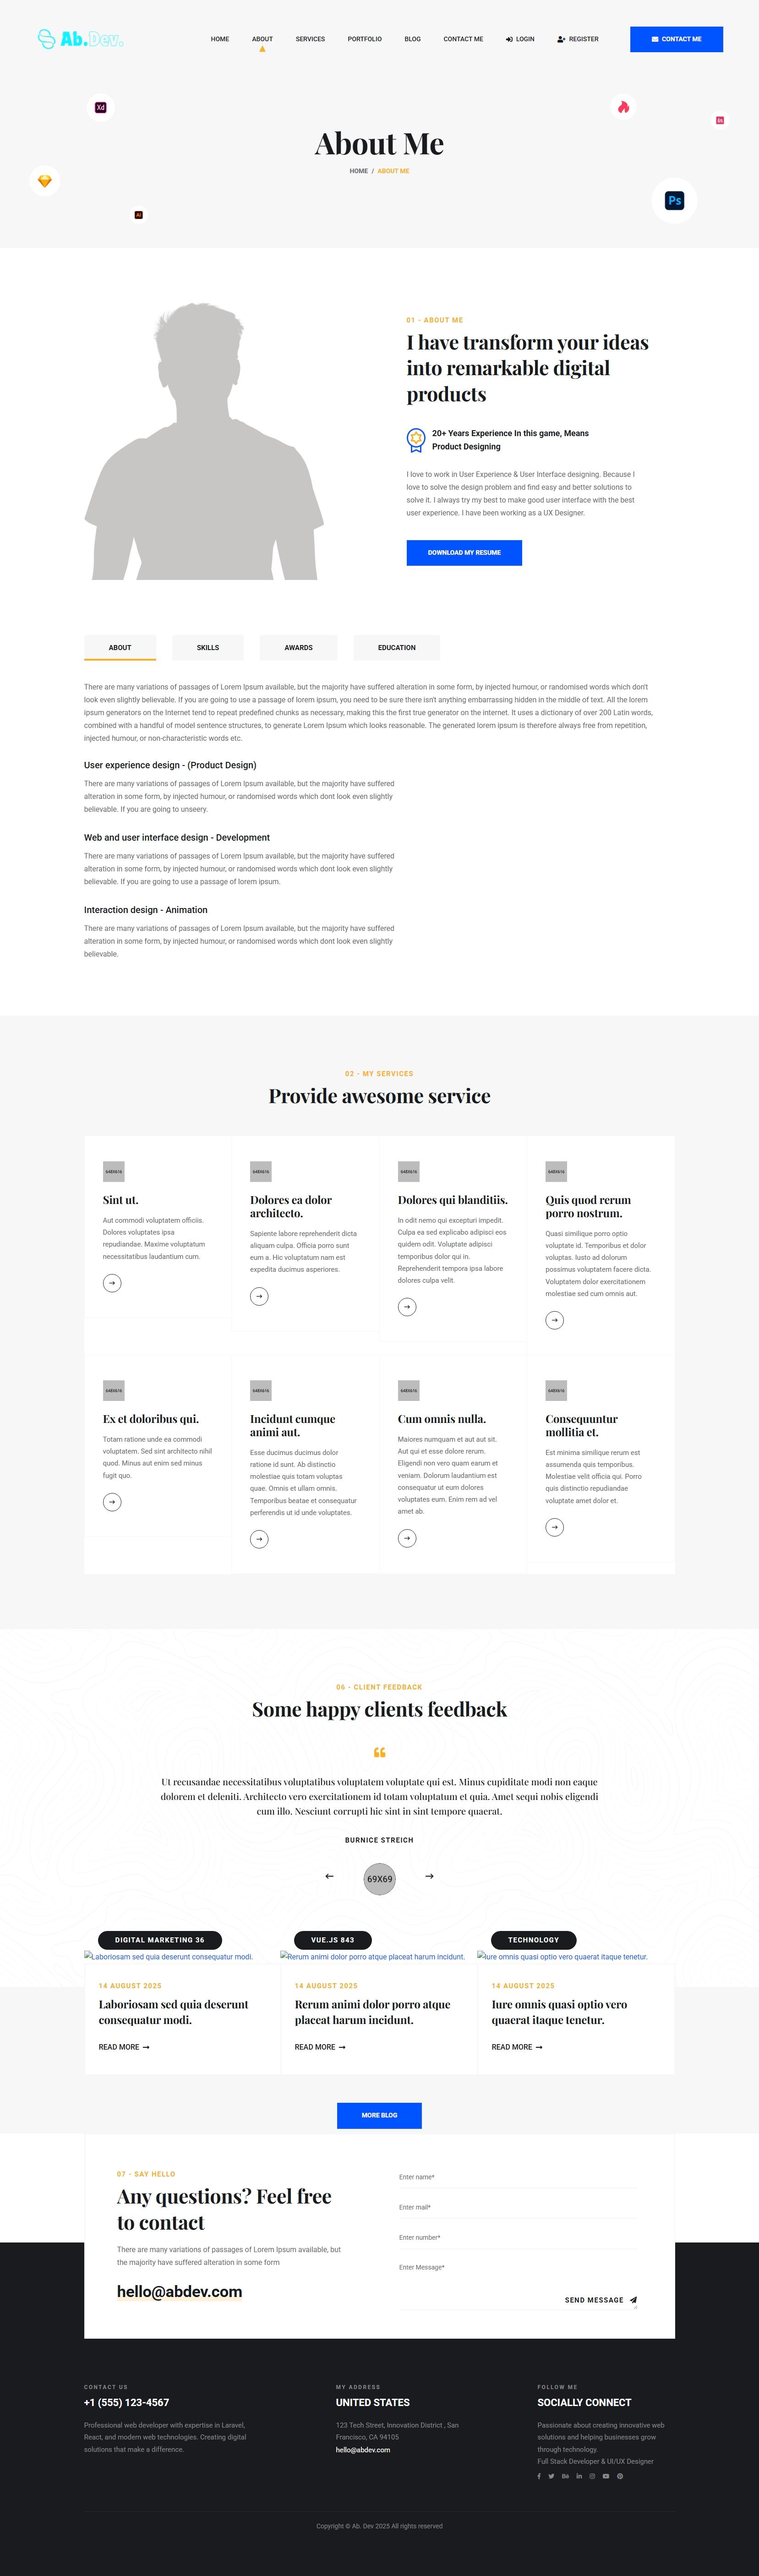 Ab.Dev.
HOME ABOUT SERVICES PORTFOLIO BLOG CONTACT ME LOGIN REGISTER CONTACT ME
Xd
in
About Me
HOME / ABOUT ME
Ps
Ai
01 - ABOUT ME
I have transform your ideas
into remarkable digital
products
20+ Years Experience In this game, Means
Product Designing
I love to work in User Experience & User Interface designing. Because I
love to solve the design problem and find easy and better solutions to
solve it. I always try my best to make good user interface with the best
user experience. I have been working as a UX Designer.
DOWNLOAD MY RESUME
ABOUT SKILLS AWARDS EDUCATION
There are many variations of passages of Lorem Ipsum available, but the majority have suffered alteration in some form, by injected humour, or randomised words which don't
look even slightly believable. If you are going to use a passage of lorem ipsum, you need to be sure there isn't anything embarrassing hidden in the middle of text. All the lorem
ipsum generators on the Internet tend to repeat predefined chunks as necessary, making this the first true generator on the internet. It uses a dictionary of over 200 Latin words,
combined with a handful of model sentence structures, to generate Lorem Ipsum which looks reasonable. The generated lorem ipsum is therefore always free from repetition,
injected humour, or non-characteristic words etc.
User experience design - (Product Design)
There are many variations of passages of Lorem Ipsum available, but the majority have suffered
alteration in some form, by injected humour, or randomised words which dont look even slightly
believable. If you are going to unseery.
Web and user interface design - Development
There are many variations of passages of Lorem Ipsum available, but the majority have suffered
alteration in some form, by injected humour, or randomised words which dont look even slightly
believable. If you are going to use a passage of lorem ipsum.
Interaction design - Animation
There are many variations of passages of Lorem Ipsum available, but the majority have suffered
alteration in some form, by injected humour, or randomised words which dont look even slightly
believable.
02 - MY SERVICES
Provide awesome service
Sint ut.
Aut commodi voluptatem officiis.
Dolores voluptates ipsa
repudiandae. Maxime voluptatum
necessitatibus laudantium cum.
Dolores ea dolor
architecto.
Sapiente labore reprehenderit dicta
aliquam culpa. Officia porro sunt
eum a. Hic voluptatum nam est
expedita ducimus asperiores.
Dolores qui blanditiis.
In odit nemo qui excepturi impedit.
Culpa ea sed explicabo adipisci eos
quidem odit. Voluptate adipisci
temporibus dolor qui in.
Reprehenderit tempora ipsa labore
dolores culpa velit.
Quis quod rerum
porro nostrum.
Quasi similique porro optio
voluptate id. Temporibus et dolor
voluptas. Iusto ad dolorum
possimus voluptatem facere dicta.
Voluptatem dolor exercitationem
molestiae sed cum omnis aut.
Ex et doloribus qui.
Totam ratione unde ea commodi
voluptatem. Sed sint architecto nihil
quod. Minus aut enim sed minus
fugit quo.
Incidunt cumque
animi aut.
Esse ducimus ducimus dolor
ratione id sunt. Ab distinctio
molestiae quis totam voluptas
quae. Omnis et ullam omnis.
Temporibus beatae et consequatur
perferendis ut id unde voluptates.
Cum omnis nulla.
Maiores numquam et aut aut sit.
Aut qui et esse dolore rerum.
Eligendi non vero quam earum et
veniam. Dolorum laudantium est
consequatur ut eum dolores
voluptates eum. Enim rem ad vel
amet ab.
Consequuntur
mollitia et.
Est minima similique rerum est
assumenda quis temporibus.
Molestiae velit officia qui. Porro
quis distinctio repudiandae
voluptate amet dolor et.
06 - CLIENT FEEDBACK
Some happy clients feedback
Ut recusandae necessitatibus voluptatibus voluptatem voluptate qui est. Minus cupiditate modi non eaque
dolorem et deleniti. Architecto vero exercitationem id totam voluptatum et quia. Amet sequi nobis eligendi
cum illo. Nesciunt corrupti hic sint in sint tempore quaerat.
BURNICE STREICH
69X69
DIGITAL MARKETING 36
Laboriosam sed quia deserunt consequatur modi.
14 AUGUST 2025
Laboriosam sed quia deserunt
consequatur modi.
READ MORE
VUE.JS 843
Rerum animi dolor porro atque placeat harum incidunt.
14 AUGUST 2025
Rerum animi dolor porro atque
placeat harum incidunt.
READ MORE
TECHNOLOGY
Iure omnis quasi optio vero quaerat itaque tenetur.
14 AUGUST 2025
Iure omnis quasi optio vero
quaerat itaque tenetur.
READ MORE
MORE BLOG
07 - SAY HELLO
Any questions? Feel free
to contact
There are many variations of passages of Lorem Ipsum available, but
the majority have suffered alteration in some form
hello@abdev.com
Enter name*
Enter mail*
Enter number*
Enter Message*
SEND MESSAGE
CONTACT US
+1 (555) 123-4567
Professional web developer with expertise in Laravel,
React, and modern web technologies. Creating digital
solutions that make a difference.
MY ADDRESS
UNITED STATES
123 Tech Street, Innovation District , San
Francisco, CA 94105
hello@abdev.com
FOLLOW ME
SOCIALLY CONNECT
Passionate about creating innovative web
solutions and helping businesses grow
through technology.
Full Stack Developer & UI/UX Designer
Copyright © Ab. Dev 2025 All rights reserved